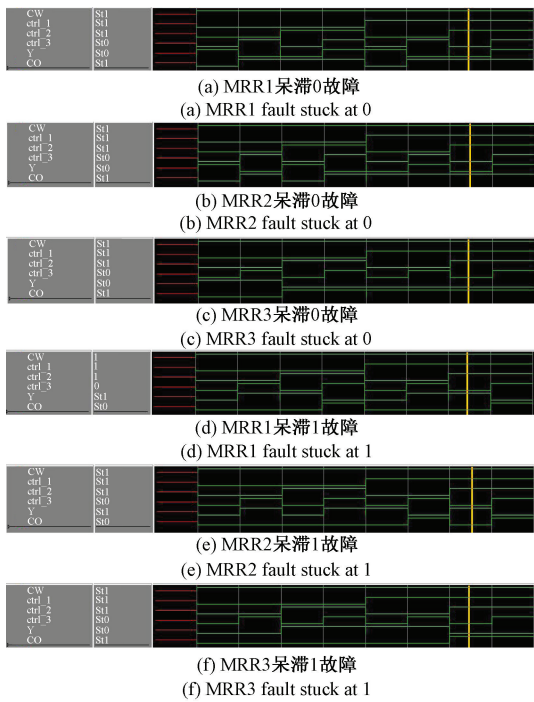 CW St1
ctrl_1 St1
ctrl_2 St1
ctrl_3 St0
Y St0
CO St1
(a) MRR1呆滞0故障
(a) MRR1 fault stuck at 0
CW St1
ctrl_1 St1
ctrl_2 St1
ctrl_3 St0
Y St0
CO St1
(b) MRR2呆滞0故障
(b) MRR2 fault stuck at 0
CW St1
ctrl_1 St1
ctrl_2 St1
ctrl_3 St0
Y St0
CO St1
(c) MRR3呆滞0故障
(c) MRR3 fault stuck at 0
CW 1
ctrl_1 1
ctrl_2 1
ctrl_3 0
Y St1
CO St0
(d) MRR1呆滞1故障
(d) MRR1 fault stuck at 1
CW St1
ctrl_1 St1
ctrl_2 St1
ctrl_3 St0
Y St1
CO St0
(e) MRR2呆滞1故障
(e) MRR2 fault stuck at 1
CW St1
ctrl_1 St1
ctrl_2 St1
ctrl_3 St0
Y St0
CO St1
(f) MRR3呆滞1故障
(f) MRR3 fault stuck at 1